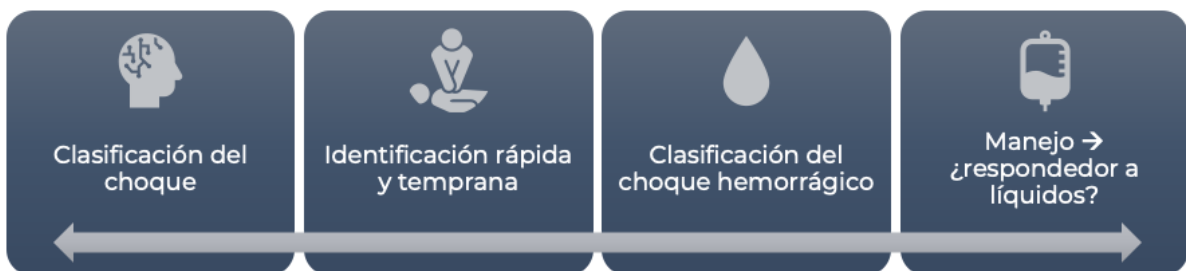 Clasificación del
choque
Identificación rápida
y temprana
Clasificación del
choque hemorrágico
Manejo →
¿respondedor a
líquidos?